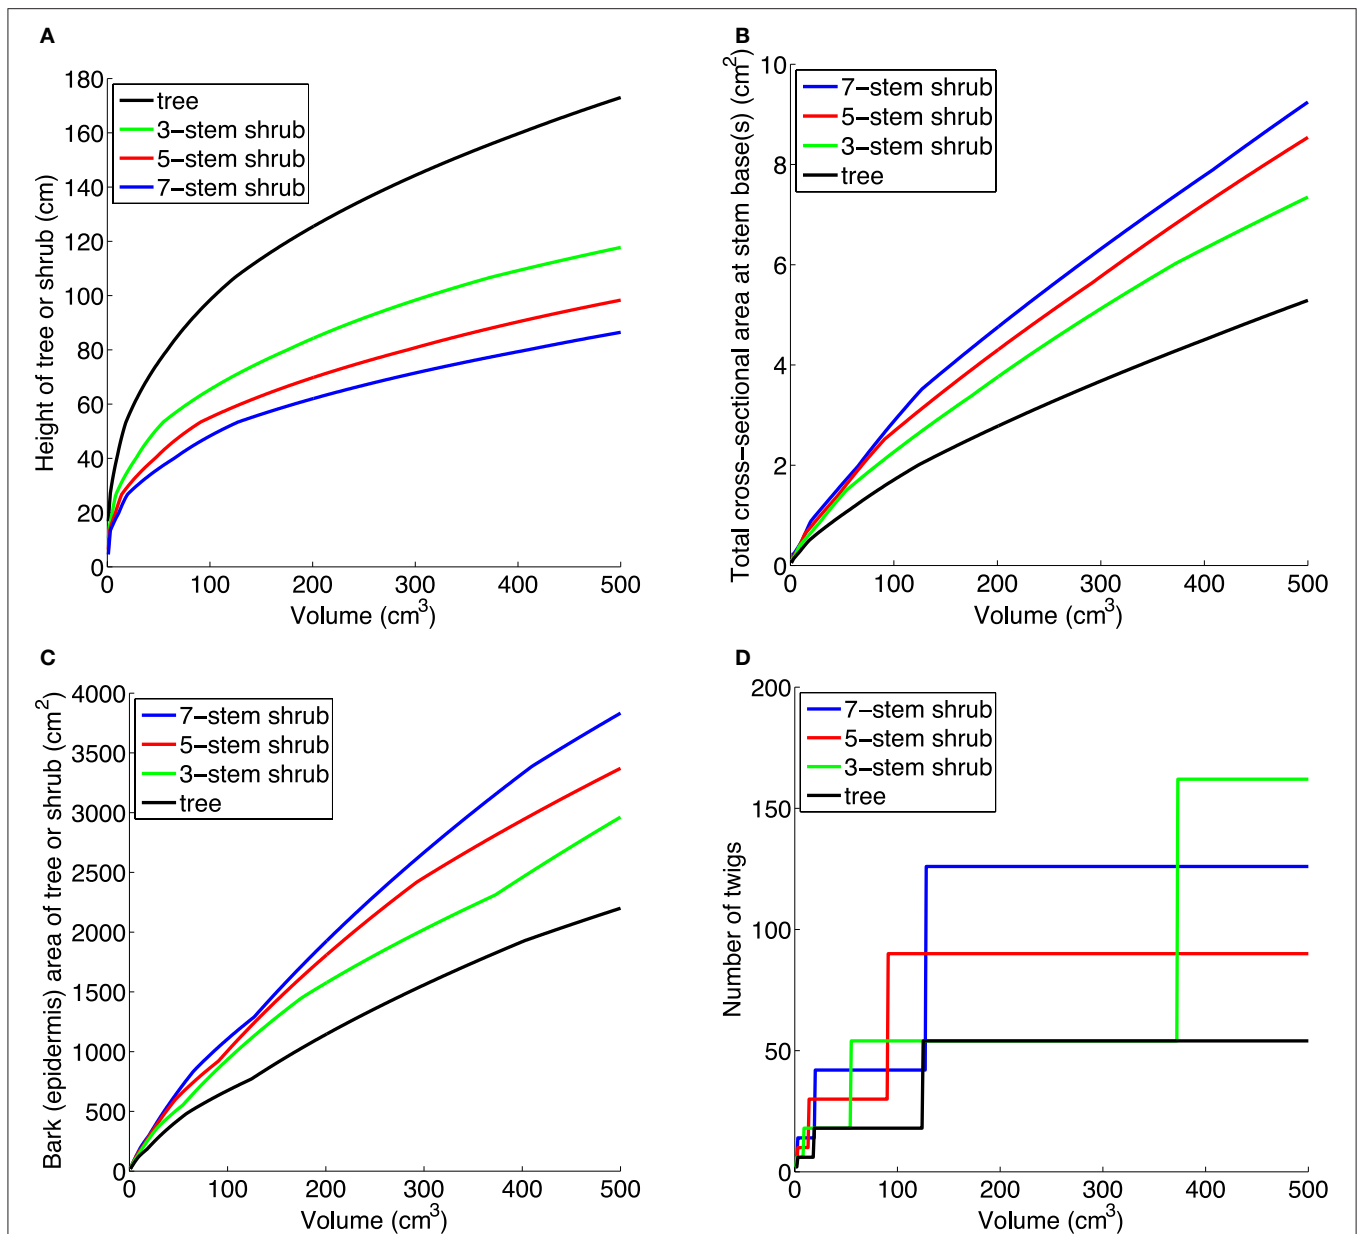 A
Height of tree or shrub (cm)
180
160
140
120
100
80
60
40
20
0
tree
3−stem shrub
5−stem shrub
7−stem shrub
0 100 200 300 400 500
Volume (cm³)
B
Total cross−sectional area at stem base(s) (cm²)
10
8
6
4
2
0
7−stem shrub
5−stem shrub
3−stem shrub
tree
0 100 200 300 400 500
Volume (cm³)
C
Bark (epidermis) area of tree or shrub (cm²)
4000
3500
3000
2500
2000
1500
1000
500
0
7−stem shrub
5−stem shrub
3−stem shrub
tree
0 100 200 300 400 500
Volume (cm³)
D
Number of twigs
200
150
100
50
0
7−stem shrub
5−stem shrub
3−stem shrub
tree
0 100 200 300 400 500
Volume (cm³)